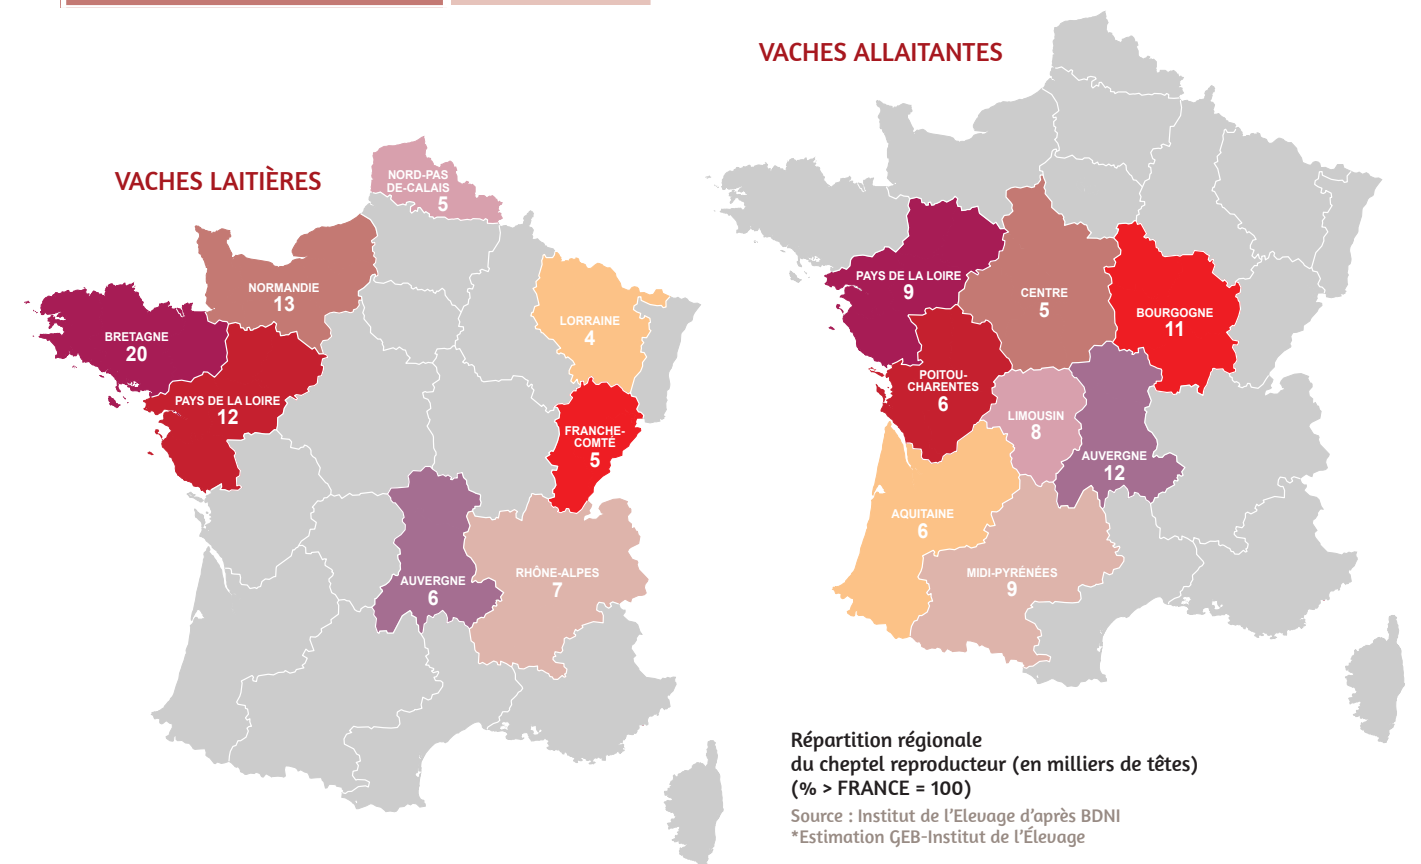 VACHES LAITIÈRES
NORD-PAS
DE-CALAIS
5
NORMANDIE
13
BRETAGNE
20
PAYS DE LA LOIRE
12
LORRAINE
4
FRANCHE-
COMTÉ
5
AUVERGNE
6
RHÔNE-ALPES
7
VACHES ALLAITANTES
PAYS DE LA LOIRE
9
CENTRE
5
BOURGOGNE
11
POITOU-
CHARENTES
6
LIMOUSIN
8
AUVERGNE
12
AQUITAINE
6
MIDI-PYRÉNÉES
9
Répartition régionale
du cheptel reproducteur (en milliers de têtes)
(% > FRANCE = 100)
Source : Institut de l'Elevage d'après BDNI
*Estimation GEB-Institut de l'Élevage